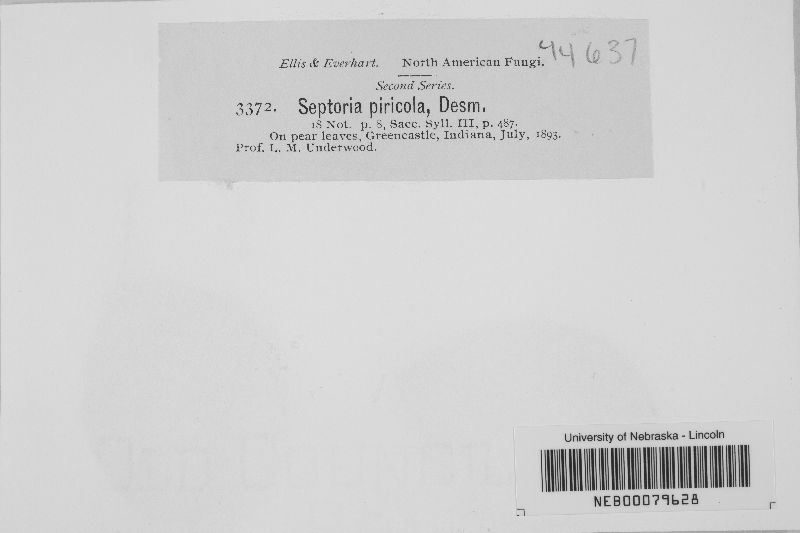 44637
Ellis & Everhart. North American Fungi.
Second Series.
3372. Septoria piricola, Desm.
18 Not. p. 8, Sacc. Syll. III, p. 487.
On pear leaves, Greencastle, Indiana, July, 1893.
Prof. L. M. Underwood.
University of Nebraska - Lincoln
NEB00079628